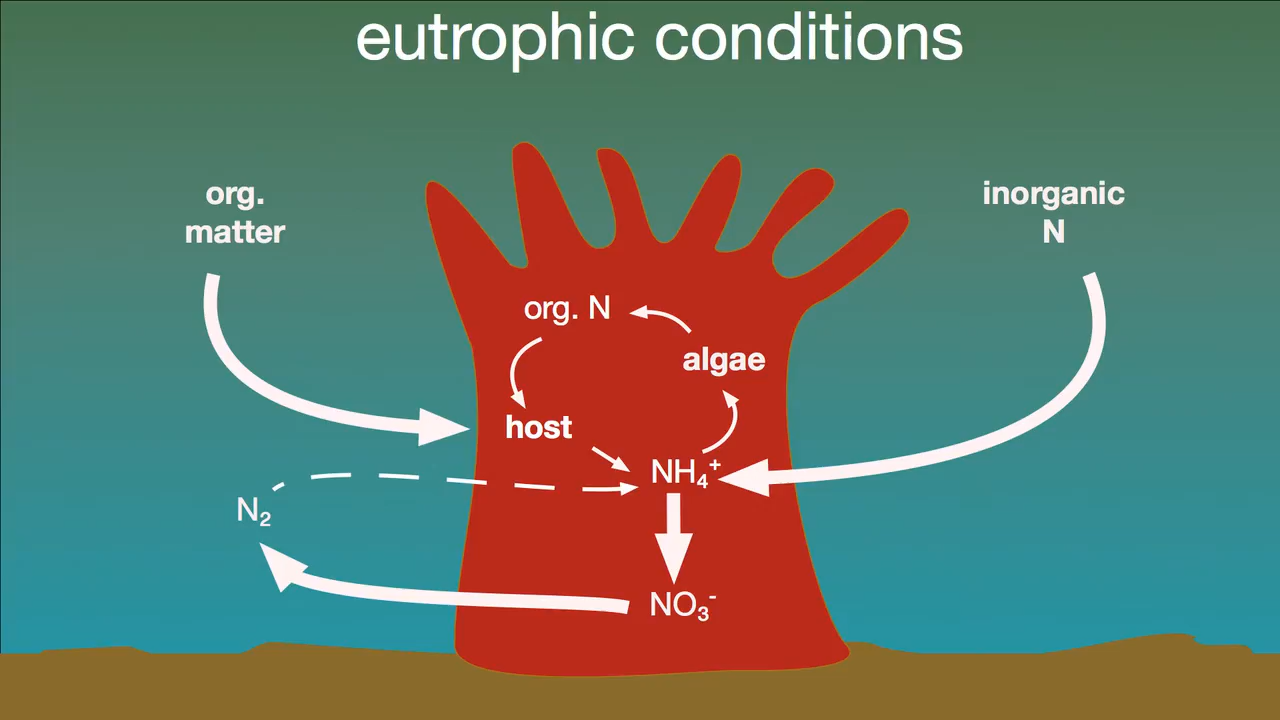 eutrophic conditions
org.
matter
inorganic
N
org. N
algae
host
NH₄⁺
N₂
NO₃⁻